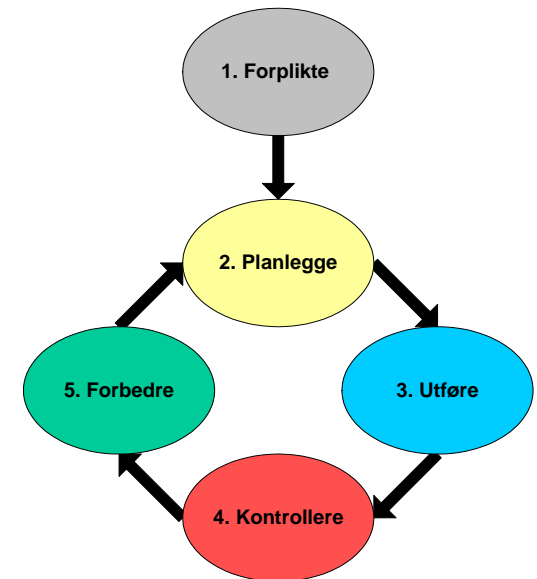 1. Forplikte
2. Planlegge
3. Utføre
4. Kontrollere
5. Forbedre